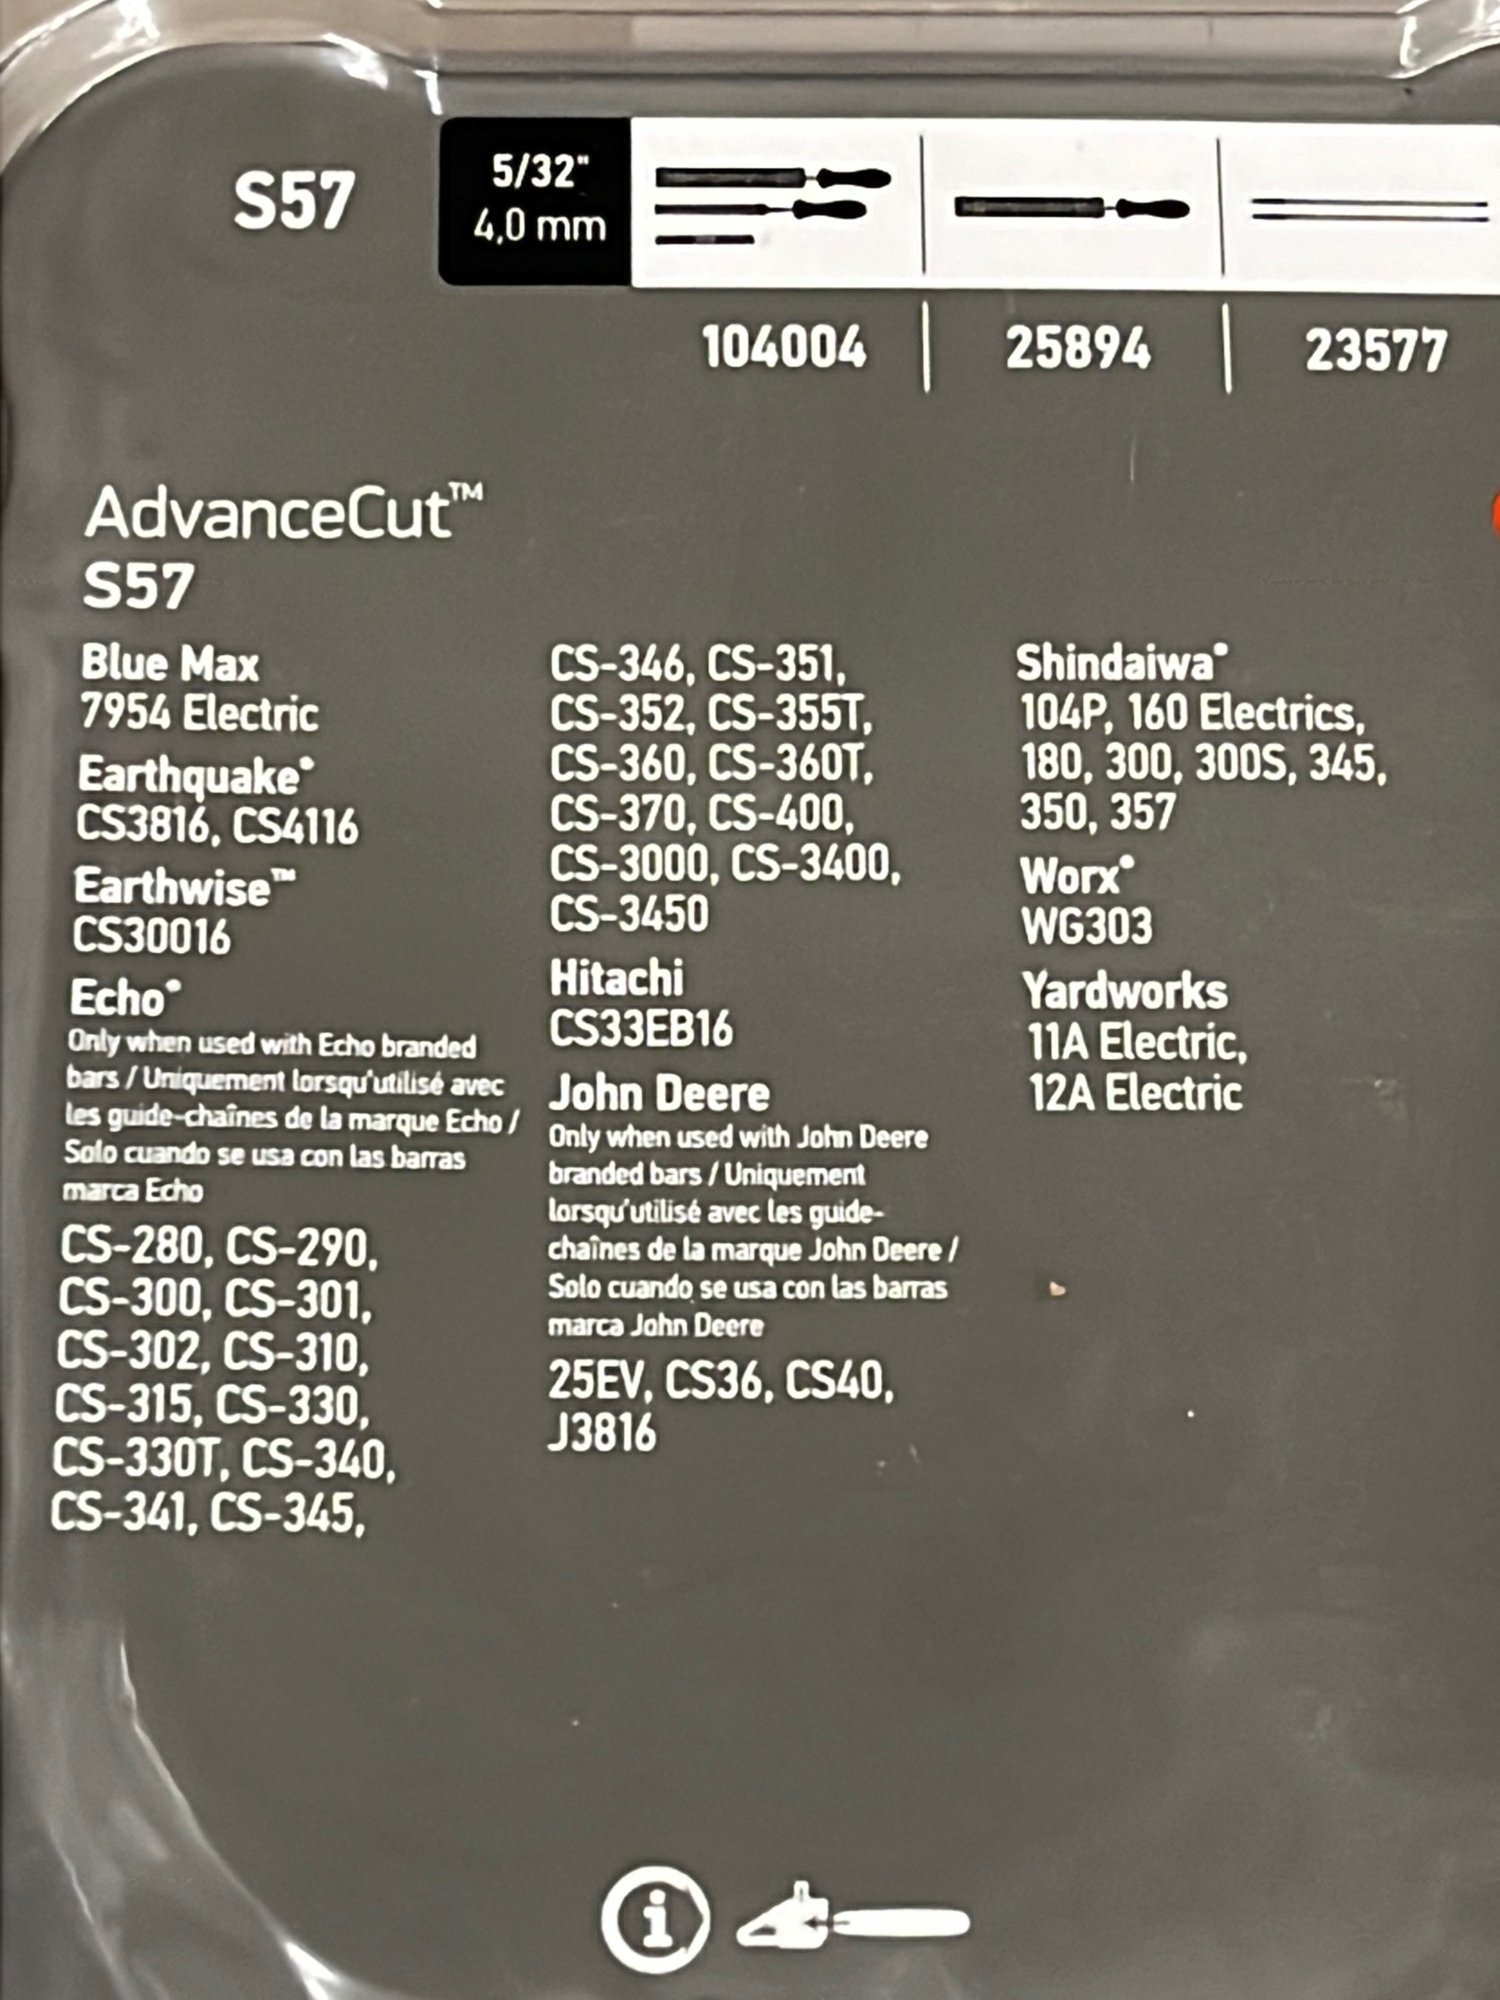 S57
5/32"
4,0 mm
104004
25894
23577
AdvanceCut™
S57
Blue Max
7954 Electric
Earthquake®
CS3816, CS4116
Earthwise™
CS30016
Echo®
Only when used with Echo branded
bars / Uniquement lorsqu'utilisé avec
les guide-chaînes de la marque Echo /
Solo cuando se usa con las barras
marca Echo
CS-280, CS-290,
CS-300, CS-301,
CS-302, CS-310,
CS-315, CS-330,
CS-330T, CS-340,
CS-341, CS-345,
CS-346, CS-351,
CS-352, CS-355T,
CS-360, CS-360T,
CS-370, CS-400,
CS-3000, CS-3400,
CS-3450
Hitachi
CS33EB16
John Deere
Only when used with John Deere
branded bars / Uniquement
lorsqu'utilisé avec les guide-
chaînes de la marque John Deere /
Solo cuando se usa con las barras
marca John Deere
25EV, CS36, CS40,
J3816
Shindaiwa®
104P, 160 Electrics,
180, 300, 300S, 345,
350, 357
Worx®
WG303
Yardworks
11A Electric,
12A Electric
i